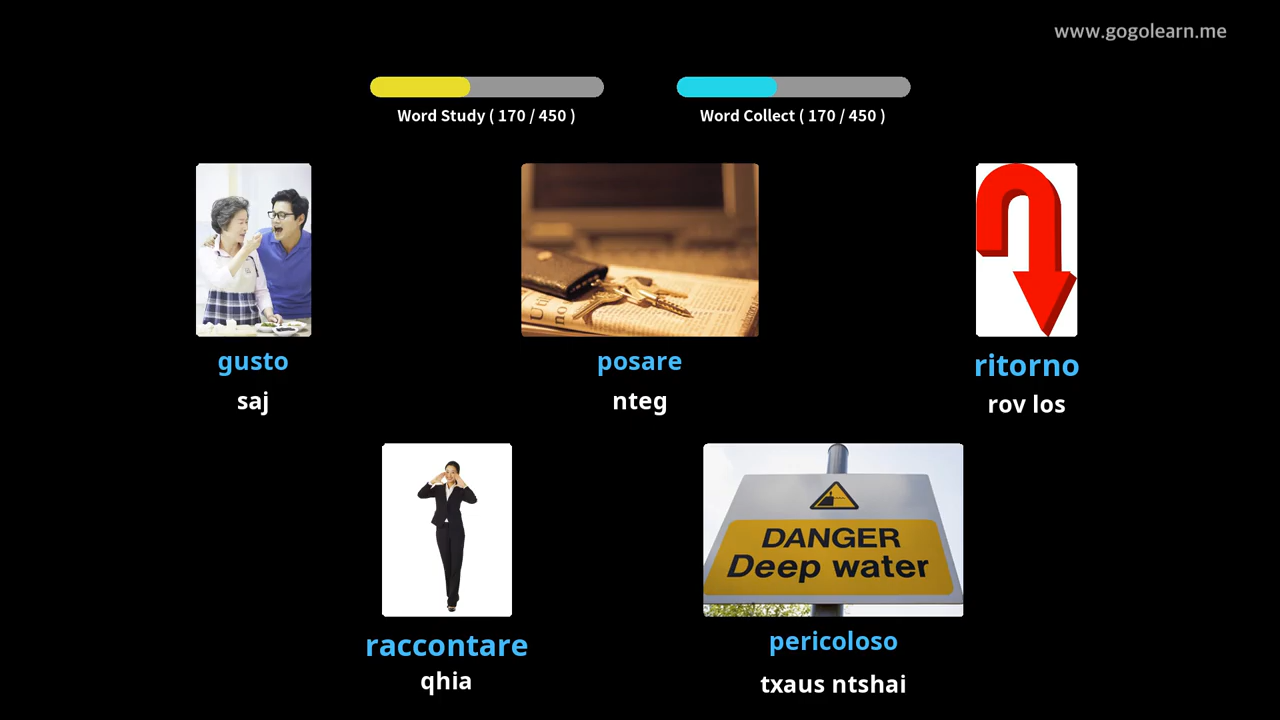 www.gogolearn.me
Word Study ( 170 / 450 )
Word Collect ( 170 / 450 )
gusto
saj
posare
nteg
ritorno
rov los
raccontare
qhia
DANGER
Deep water
pericoloso
txaus ntshai